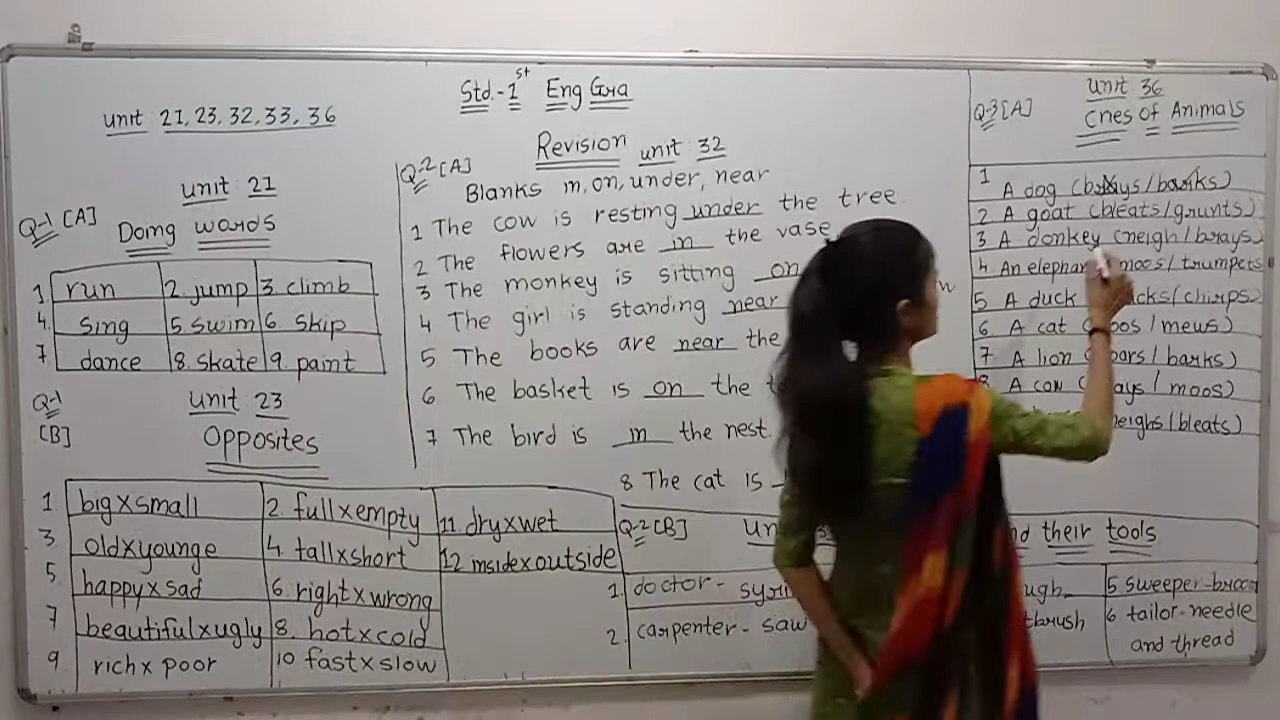 Std.-1st Eng Gra
unit 21, 23, 32, 33, 36
Revision
unit 21
Q-1 [A]
Doing words
1. run 2. jump 3. climb
4. sing 5. swim 6. skip
7 dance 8. skate 9. paint
Q-1
[B]
unit 23
Opposites
1 big x small 2. full x empty 11. dry x wet
3. old x younge 4. tall x short 12 inside x outside
5. happy x sad 6. right x wrong
7 beautiful x ugly 8. hot x cold
9. rich x poor 10 fast x slow
Q-2 [A]
unit 32
Blanks in, on, under, near
1 The cow is resting under the tree
2 The flowers are in the vase
3 The monkey is sitting on
4 The girl is standing near
5 The books are near the
6 The basket is on the
7 The bird is in the nest.
8 The cat is
Q-2 [B]
their tools
1. doctor-
2. carpenter- saw
5 sweeper-broom
6 tailor-needle
and thread
unit 36
Q-3 [A]
Cries of Animals
1 A dog (brays/barks)
2 A goat (bleats/grunts)
3 A donkey (neigh/brays)
4 An moos/trumpets
5 A duck /chirps)
6 A cat /mews)
7 A lion /barks)
8 A cow /moos)
/bleats)